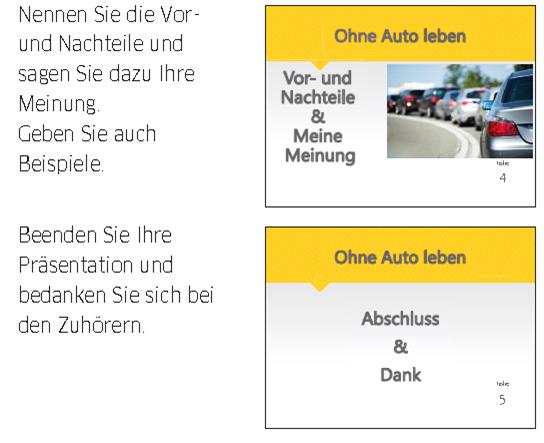 Nennen Sie die Vor-
und Nachteile und
sagen Sie dazu Ihre
Meinung.
Geben Sie auch
Beispiele.
Ohne Auto leben
Vor- und
Nachteile
&
Meine
Meinung
Folie
4
Beenden Sie Ihre
Präsentation und
bedanken Sie sich bei
den Zuhörern.
Ohne Auto leben
Abschluss
&
Dank
Folie
5